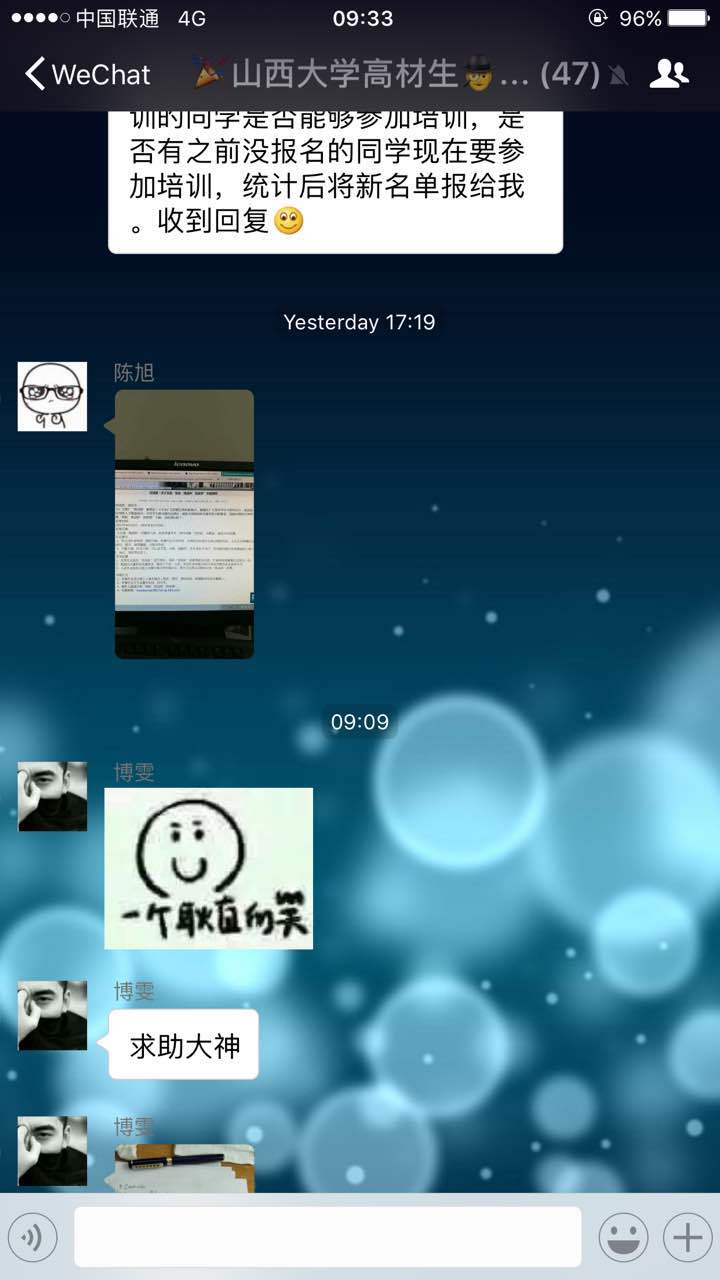 中国联通 4G 09:33 96%
WeChat 🎉山西大学高材生🤠... (47)
训的同学是否能够参加培训，是
否有之前没报名的同学现在要参
加培训，统计后将新名单报给我
。收到回复🙂
Yesterday 17:19
陈旭
lenovo
09:09
博雯
一个耿直的笑
博雯
求助大神
博雯